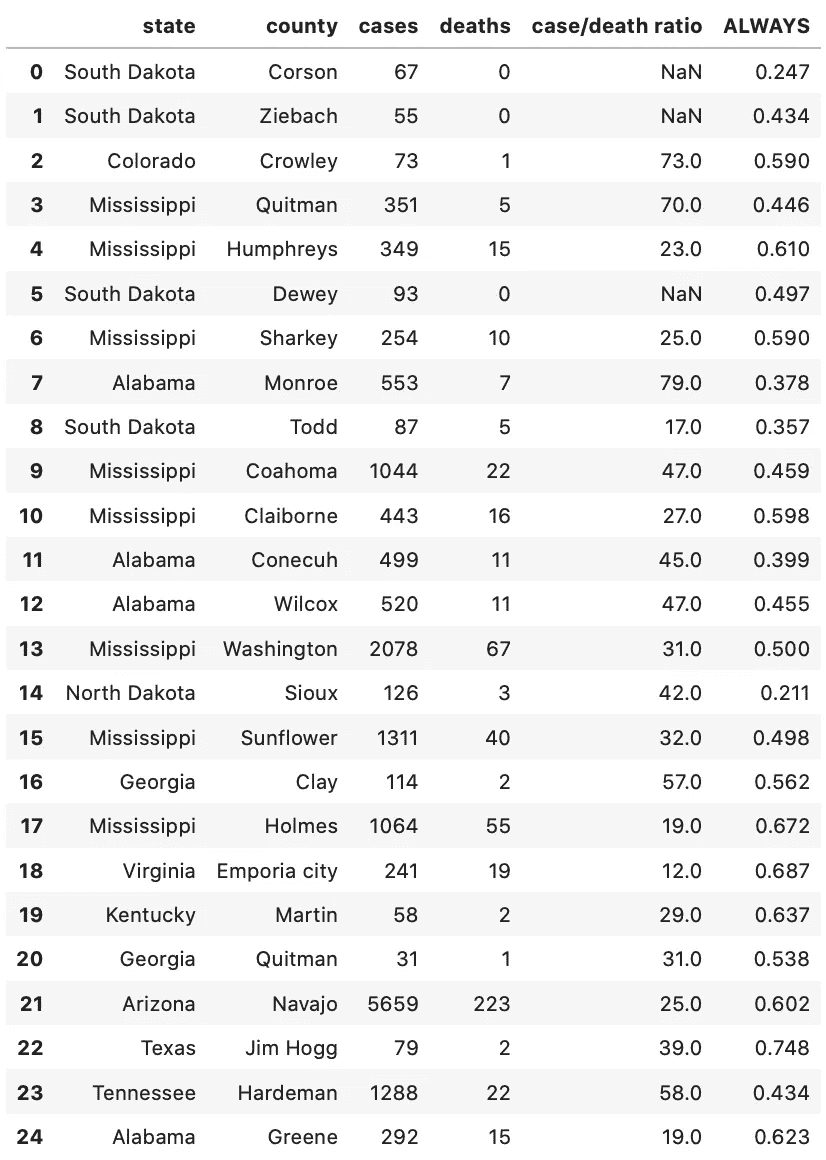 state county cases deaths case/death ratio ALWAYS
0 South Dakota Corson 67 0 NaN 0.247
1 South Dakota Ziebach 55 0 NaN 0.434
2 Colorado Crowley 73 1 73.0 0.590
3 Mississippi Quitman 351 5 70.0 0.446
4 Mississippi Humphreys 349 15 23.0 0.610
5 South Dakota Dewey 93 0 NaN 0.497
6 Mississippi Sharkey 254 10 25.0 0.590
7 Alabama Monroe 553 7 79.0 0.378
8 South Dakota Todd 87 5 17.0 0.357
9 Mississippi Coahoma 1044 22 47.0 0.459
10 Mississippi Claiborne 443 16 27.0 0.598
11 Alabama Conecuh 499 11 45.0 0.399
12 Alabama Wilcox 520 11 47.0 0.455
13 Mississippi Washington 2078 67 31.0 0.500
14 North Dakota Sioux 126 3 42.0 0.211
15 Mississippi Sunflower 1311 40 32.0 0.498
16 Georgia Clay 114 2 57.0 0.562
17 Mississippi Holmes 1064 55 19.0 0.672
18 Virginia Emporia city 241 19 12.0 0.687
19 Kentucky Martin 58 2 29.0 0.637
20 Georgia Quitman 31 1 31.0 0.538
21 Arizona Navajo 5659 223 25.0 0.602
22 Texas Jim Hogg 79 2 39.0 0.748
23 Tennessee Hardeman 1288 22 58.0 0.434
24 Alabama Greene 292 15 19.0 0.623